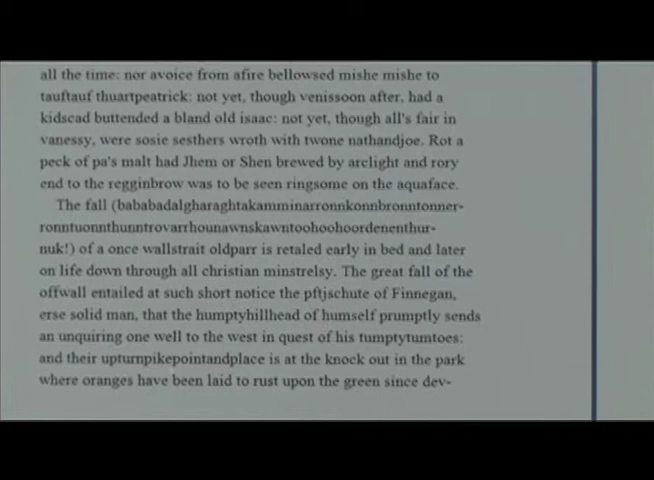 all the time: nor avoice from afire bellowsed mishe mishe to
tauftauf thuartpeatrick: not yet, though venissoon after, had a
kidscad buttended a bland old isaac: not yet, though all's fair in
vanessy, were sosie sesthers wroth with twone nathandjoe. Rot a
peck of pa's malt had Jhem or Shen brewed by arclight and rory
end to the regginbrow was to be seen ringsome on the aquaface.
The fall (bababadalgharaghtakamminarronnkonnbronntonner-
ronntuonnthunntrovarrhounawnskawntoohoohoordenenthur-
nuk!) of a once wallstrait oldparr is retaled early in bed and later
on life down through all christian minstrelsy. The great fall of the
offwall entailed at such short notice the pftjschute of Finnegan,
erse solid man, that the humptyhillhead of humself prumptly sends
an unquiring one well to the west in quest of his tumptytumtoes:
and their upturnpikepointandplace is at the knock out in the park
where oranges have been laid to rust upon the green since dev-